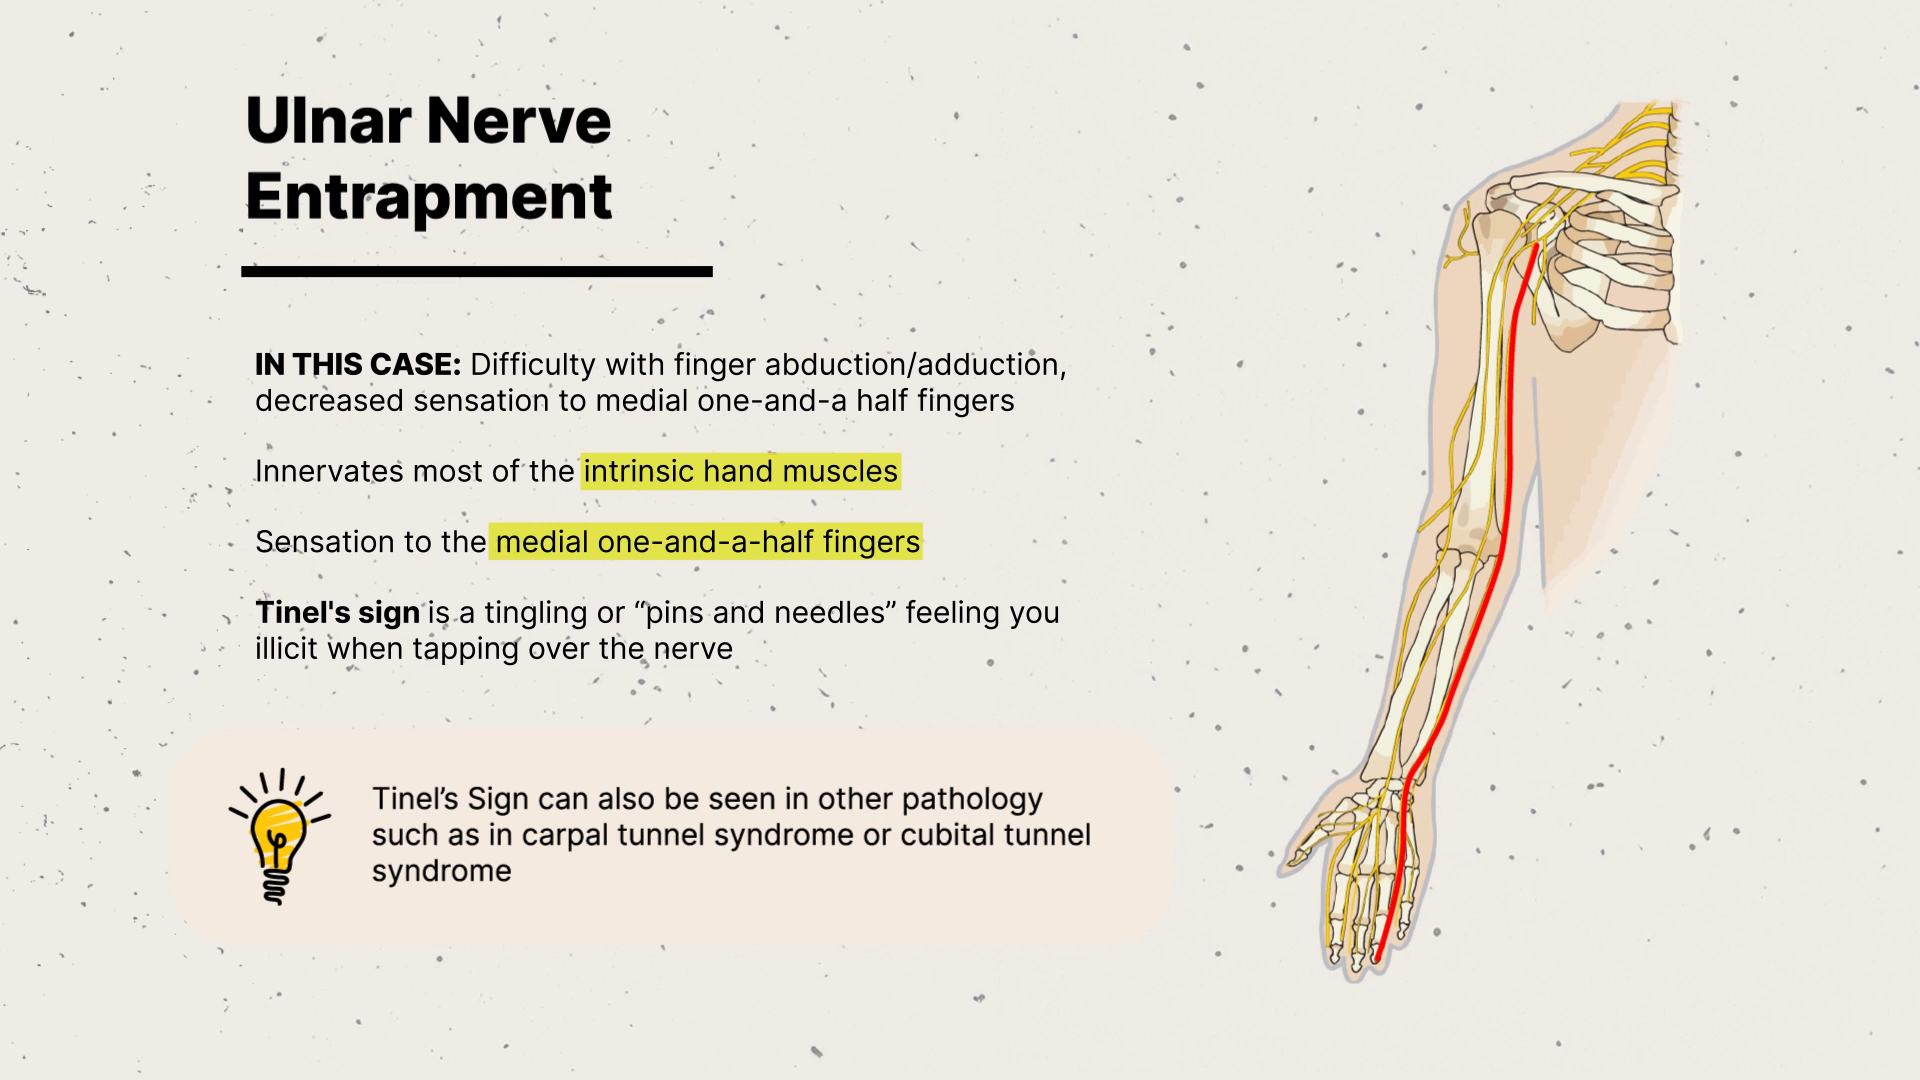 Ulnar Nerve
Entrapment
IN THIS CASE: Difficulty with finger abduction/adduction,
decreased sensation to medial one-and-a half fingers
Innervates most of the intrinsic hand muscles
Sensation to the medial one-and-a-half fingers
Tinel's sign is a tingling or “pins and needles” feeling you
illicit when tapping over the nerve
Tinel’s Sign can also be seen in other pathology
such as in carpal tunnel syndrome or cubital tunnel
syndrome